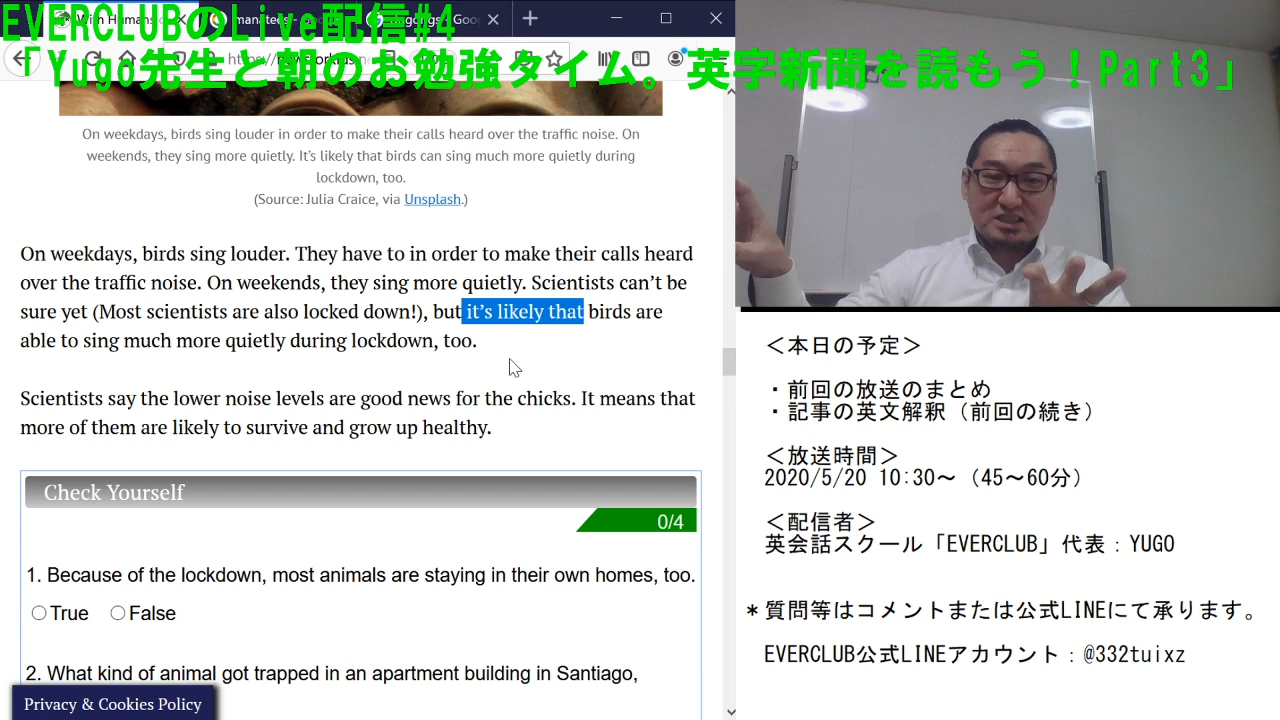 EVERCLUBのLive配信#4
「Yugo先生と朝のお勉強タイム。英字新聞を読もう！Part3」
With Humans
manatees
https://
On weekdays, birds sing louder in order to make their calls heard over the traffic noise. On
weekends, they sing more quietly. It's likely that birds can sing much more quietly during
lockdown, too.
(Source: Julia Craice, via Unsplash.)
On weekdays, birds sing louder. They have to in order to make their calls heard
over the traffic noise. On weekends, they sing more quietly. Scientists can't be
sure yet (Most scientists are also locked down!), but it's likely that birds are
able to sing much more quietly during lockdown, too.
Scientists say the lower noise levels are good news for the chicks. It means that
more of them are likely to survive and grow up healthy.
Check Yourself
0/4
1. Because of the lockdown, most animals are staying in their own homes, too.
True False
2. What kind of animal got trapped in an apartment building in Santiago,
Privacy & Cookies Policy
＜本日の予定＞
・前回の放送のまとめ
・記事の英文解釈（前回の続き）
＜放送時間＞
2020/5/20 10:30～（45～60分）
＜配信者＞
英会話スクール「EVERCLUB」代表：YUGO
＊質問等はコメントまたは公式LINEにて承ります。
EVERCLUB公式LINEアカウント：@332tuixz